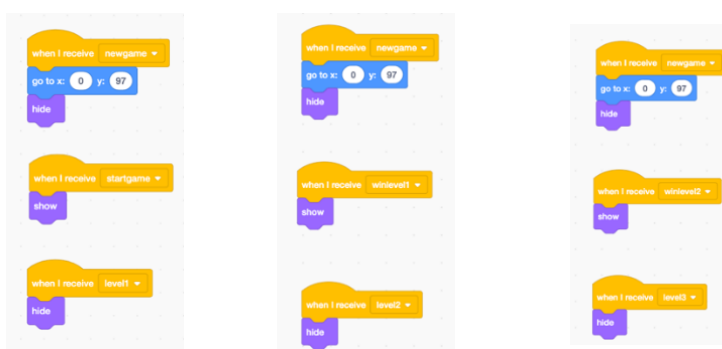 when I receive newgame
go to x: 0 y: 97
hide
when I receive startgame
show
when I receive level1
hide
when I receive newgame
go to x: 0 y: 97
hide
when I receive winlevel1
show
when I receive level2
hide
when I receive newgame
go to x: 0 y: 97
hide
when I receive winlevel2
show
when I receive level3
hide